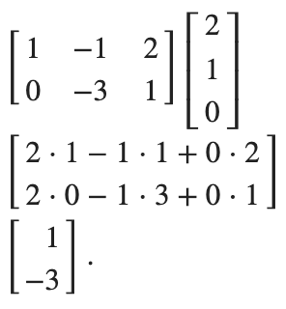 [1 −1 2; 0 −3 1] [2; 1; 0]
[2 · 1 − 1 · 1 + 0 · 2; 2 · 0 − 1 · 3 + 0 · 1]
[1; −3] .